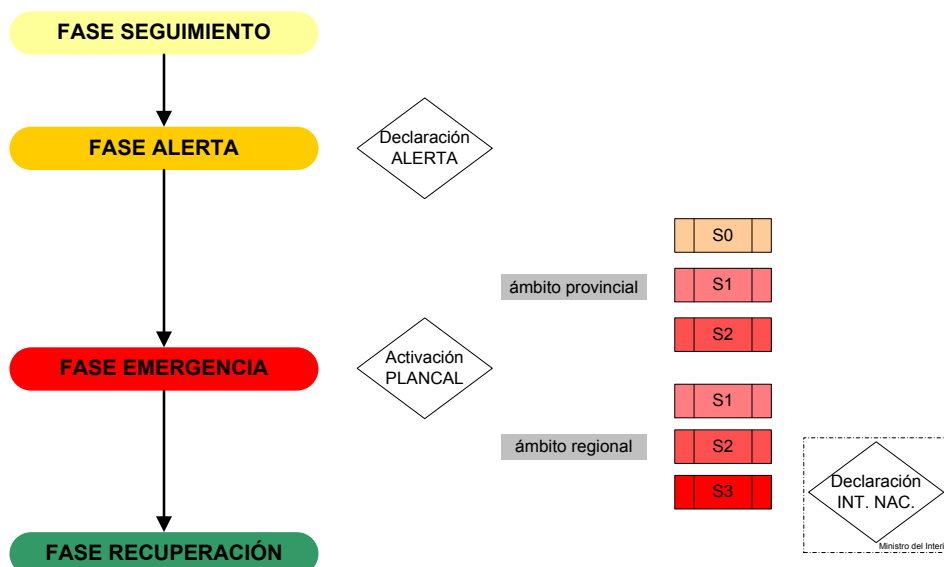 FASE SEGUIMIENTO
FASE ALERTA
Declaración
ALERTA
S0
ámbito provincial
S1
S2
FASE EMERGENCIA
Activación
PLANCAL
S1
ámbito regional
S2
S3
Declaración
INT. NAC.
Ministro del Interi
FASE RECUPERACIÓN